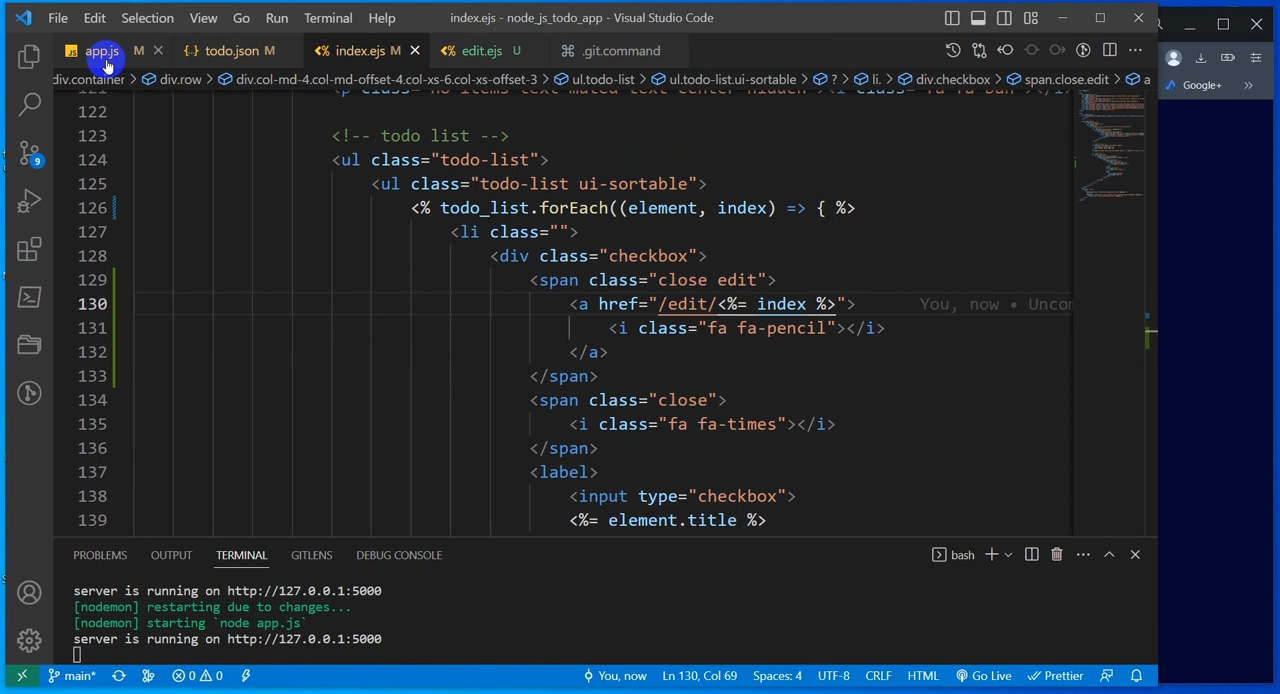 File Edit Selection View Go Run Terminal Help index.ejs - node_js_todo_app - Visual Studio Code
JS app.js M {..} todo.json M <% index.ejs M <% edit.ejs U .git.command
Google+
div.container > div.row > div.col-md-4.col-md-offset-4.col-xs-6.col-xs-offset-3 > ul.todo-list > ul.todo-list.ui-sortable > ? > li. > div.checkbox > span.close.edit > a
122
123 <!-- todo list -->
124 <ul class="todo-list">
125 <ul class="todo-list ui-sortable">
126 <% todo_list.forEach((element, index) => { %>
127 <li class="">
128 <div class="checkbox">
129 <span class="close edit">
130 <a href="/edit/<%= index %>"> You, now • Uncom
131 <i class="fa fa-pencil"></i>
132 </a>
133 </span>
134 <span class="close">
135 <i class="fa fa-times"></i>
136 </span>
137 <label>
138 <input type="checkbox">
139 <%= element.title %>
9
PROBLEMS OUTPUT TERMINAL GITLENS DEBUG CONSOLE bash
server is running on http://127.0.0.1:5000
[nodemon] restarting due to changes...
[nodemon] starting `node app.js`
server is running on http://127.0.0.1:5000
main* 0 0 You, now Ln 130, Col 69 Spaces: 4 UTF-8 CRLF HTML Go Live Prettier